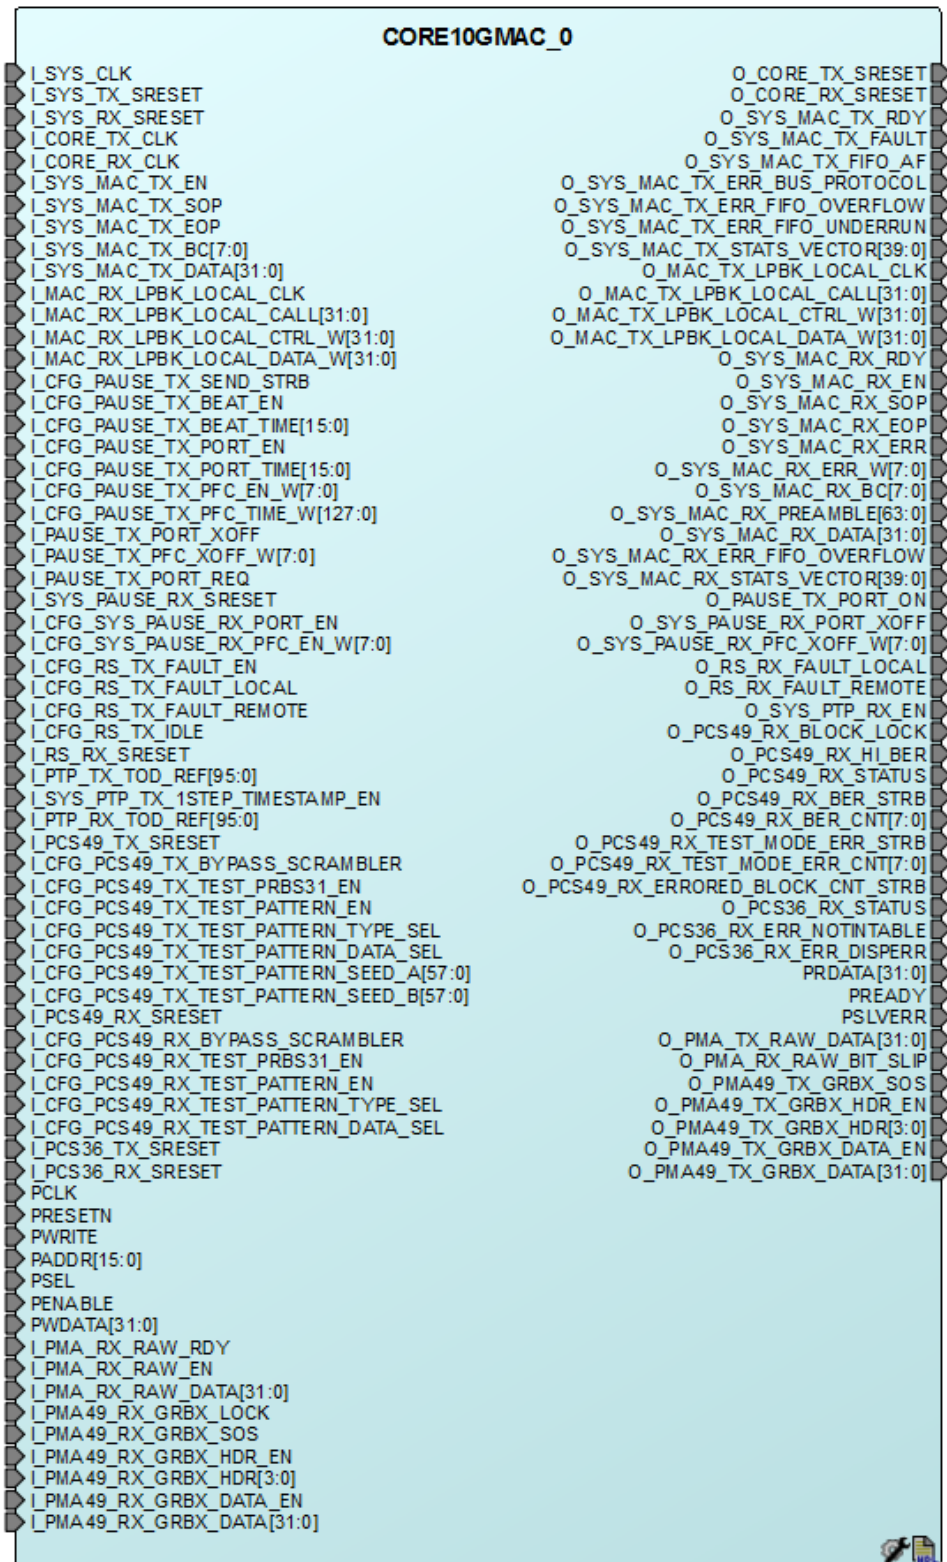 CORE10GMAC_0
I_SYS_CLK
I_SYS_TX_SRESET
I_SYS_RX_SRESET
I_CORE_TX_CLK
I_CORE_RX_CLK
I_SYS_MAC_TX_EN
I_SYS_MAC_TX_SOP
I_SYS_MAC_TX_EOP
I_SYS_MAC_TX_BC[7:0]
I_SYS_MAC_TX_DATA[31:0]
I_MAC_RX_LPBK_LOCAL_CLK
I_MAC_RX_LPBK_LOCAL_CALL[31:0]
I_MAC_RX_LPBK_LOCAL_CTRL_W[31:0]
I_MAC_RX_LPBK_LOCAL_DATA_W[31:0]
I_CFG_PAUSE_TX_SEND_STRB
I_CFG_PAUSE_TX_BEAT_EN
I_CFG_PAUSE_TX_BEAT_TIME[15:0]
I_CFG_PAUSE_TX_PORT_EN
I_CFG_PAUSE_TX_PORT_TIME[15:0]
I_CFG_PAUSE_TX_PFC_EN_W[7:0]
I_CFG_PAUSE_TX_PFC_TIME_W[127:0]
I_PAUSE_TX_PORT_XOFF
I_PAUSE_TX_PFC_XOFF_W[7:0]
I_PAUSE_TX_PORT_REQ
I_SYS_PAUSE_RX_SRESET
I_CFG_SYS_PAUSE_RX_PORT_EN
I_CFG_SYS_PAUSE_RX_PFC_EN_W[7:0]
I_CFG_RS_TX_FAULT_EN
I_CFG_RS_TX_FAULT_LOCAL
I_CFG_RS_TX_FAULT_REMOTE
I_CFG_RS_TX_IDLE
I_RS_RX_SRESET
I_PTP_TX_TOD_REF[95:0]
I_SYS_PTP_TX_1STEP_TIMESTAMP_EN
I_PTP_RX_TOD_REF[95:0]
I_PCS49_TX_SRESET
I_CFG_PCS49_TX_BYPASS_SCRAMBLER
I_CFG_PCS49_TX_TEST_PRBS31_EN
I_CFG_PCS49_TX_TEST_PATTERN_EN
I_CFG_PCS49_TX_TEST_PATTERN_TYPE_SEL
I_CFG_PCS49_TX_TEST_PATTERN_DATA_SEL
I_CFG_PCS49_TX_TEST_PATTERN_SEED_A[57:0]
I_CFG_PCS49_TX_TEST_PATTERN_SEED_B[57:0]
I_PCS49_RX_SRESET
I_CFG_PCS49_RX_BYPASS_SCRAMBLER
I_CFG_PCS49_RX_TEST_PRBS31_EN
I_CFG_PCS49_RX_TEST_PATTERN_EN
I_CFG_PCS49_RX_TEST_PATTERN_TYPE_SEL
I_CFG_PCS49_RX_TEST_PATTERN_DATA_SEL
I_PCS36_TX_SRESET
I_PCS36_RX_SRESET
PCLK
PRESETN
PWRITE
PADDR[15:0]
PSEL
PENABLE
PWDATA[31:0]
I_PMA_RX_RAW_RDY
I_PMA_RX_RAW_EN
I_PMA_RX_RAW_DATA[31:0]
I_PMA49_RX_GRBX_LOCK
I_PMA49_RX_GRBX_SOS
I_PMA49_RX_GRBX_HDR_EN
I_PMA49_RX_GRBX_HDR[3:0]
I_PMA49_RX_GRBX_DATA_EN
I_PMA49_RX_GRBX_DATA[31:0]
O_CORE_TX_SRESET
O_CORE_RX_SRESET
O_SYS_MAC_TX_RDY
O_SYS_MAC_TX_FAULT
O_SYS_MAC_TX_FIFO_AF
O_SYS_MAC_TX_ERR_BUS_PROTOCOL
O_SYS_MAC_TX_ERR_FIFO_OVERFLOW
O_SYS_MAC_TX_ERR_FIFO_UNDERRUN
O_SYS_MAC_TX_STATS_VECTOR[39:0]
O_MAC_TX_LPBK_LOCAL_CLK
O_MAC_TX_LPBK_LOCAL_CALL[31:0]
O_MAC_TX_LPBK_LOCAL_CTRL_W[31:0]
O_MAC_TX_LPBK_LOCAL_DATA_W[31:0]
O_SYS_MAC_RX_RDY
O_SYS_MAC_RX_EN
O_SYS_MAC_RX_SOP
O_SYS_MAC_RX_EOP
O_SYS_MAC_RX_ERR
O_SYS_MAC_RX_ERR_W[7:0]
O_SYS_MAC_RX_BC[7:0]
O_SYS_MAC_RX_PREAMBLE[63:0]
O_SYS_MAC_RX_DATA[31:0]
O_SYS_MAC_RX_ERR_FIFO_OVERFLOW
O_SYS_MAC_RX_STATS_VECTOR[39:0]
O_PAUSE_TX_PORT_ON
O_SYS_PAUSE_RX_PORT_XOFF
O_SYS_PAUSE_RX_PFC_XOFF_W[7:0]
O_RS_RX_FAULT_LOCAL
O_RS_RX_FAULT_REMOTE
O_SYS_PTP_RX_EN
O_PCS49_RX_BLOCK_LOCK
O_PCS49_RX_HI_BER
O_PCS49_RX_STATUS
O_PCS49_RX_BER_STRB
O_PCS49_RX_BER_CNT[7:0]
O_PCS49_RX_TEST_MODE_ERR_STRB
O_PCS49_RX_TEST_MODE_ERR_CNT[7:0]
O_PCS49_RX_ERRORED_BLOCK_CNT_STRB
O_PCS36_RX_STATUS
O_PCS36_RX_ERR_NOTINTABLE
O_PCS36_RX_ERR_DISPERR
PRDATA[31:0]
PREADY
PSLVERR
O_PMA_TX_RAW_DATA[31:0]
O_PMA_RX_RAW_BIT_SLIP
O_PMA49_TX_GRBX_SOS
O_PMA49_TX_GRBX_HDR_EN
O_PMA49_TX_GRBX_HDR[3:0]
O_PMA49_TX_GRBX_DATA_EN
O_PMA49_TX_GRBX_DATA[31:0]